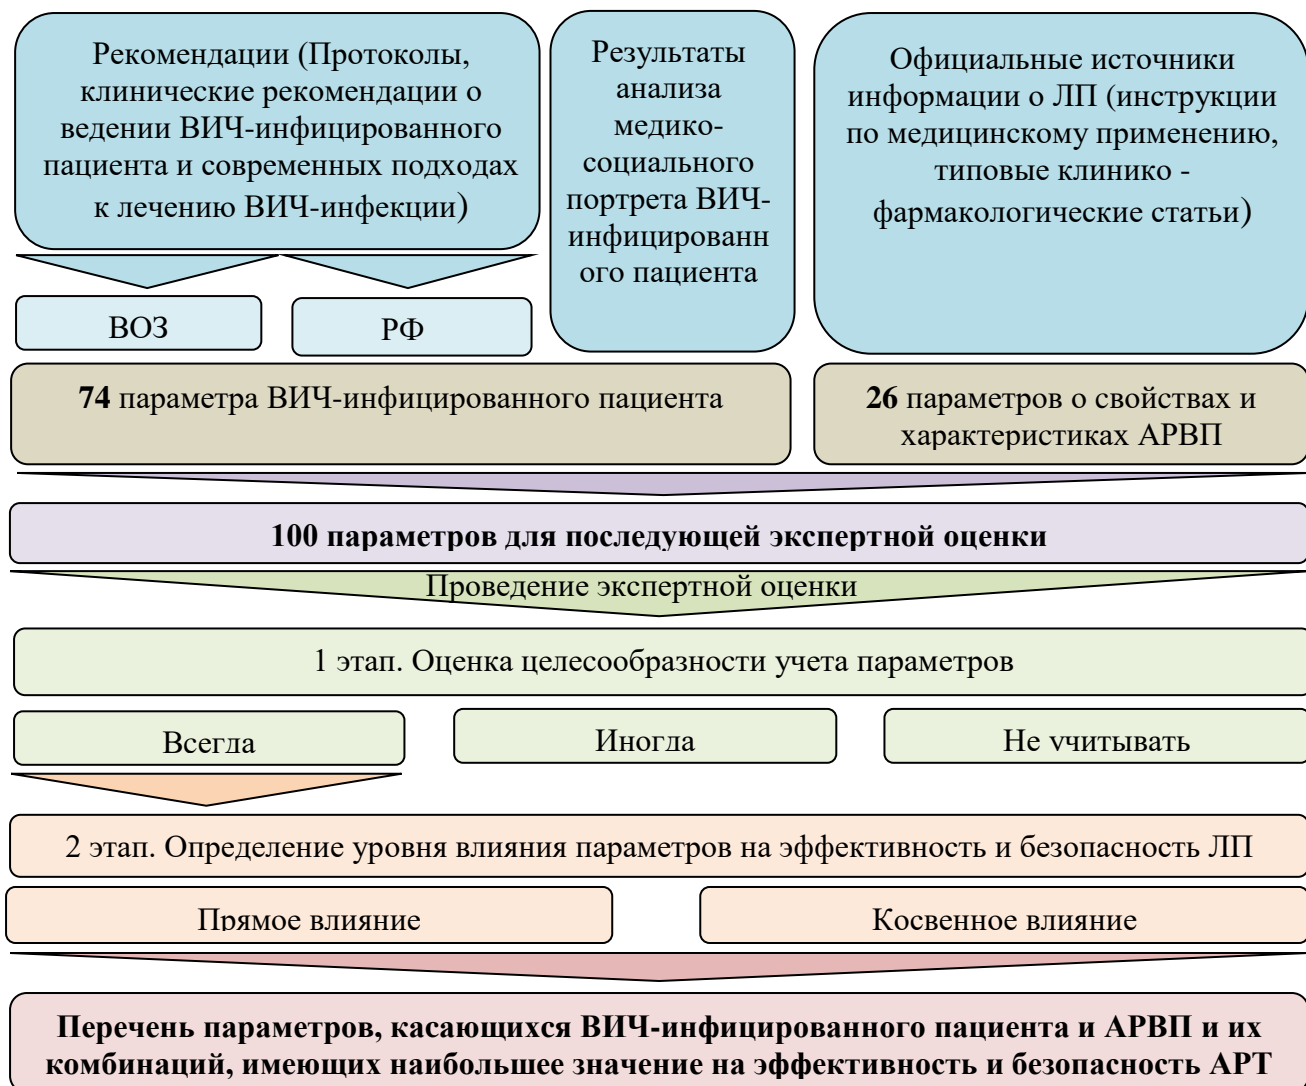 Рекомендации (Протоколы,
клинические рекомендации о
ведении ВИЧ-инфицированного
пациента и современных подходах
к лечению ВИЧ-инфекции)
ВОЗ
РФ
Результаты
анализа
медико-
социального
портрета ВИЧ-
инфицированн
ого пациента
Официальные источники
информации о ЛП (инструкции
по медицинскому применению,
типовые клинико -
фармакологические статьи)
74 параметра ВИЧ-инфицированного пациента
26 параметров о свойствах и
характеристиках АРВП
100 параметров для последующей экспертной оценки
Проведение экспертной оценки
1 этап. Оценка целесообразности учета параметров
Всегда
Иногда
Не учитывать
2 этап. Определение уровня влияния параметров на эффективность и безопасность ЛП
Прямое влияние
Косвенное влияние
Перечень параметров, касающихся ВИЧ-инфицированного пациента и АРВП и их
комбинаций, имеющих наибольшее значение на эффективность и безопасность АРТ